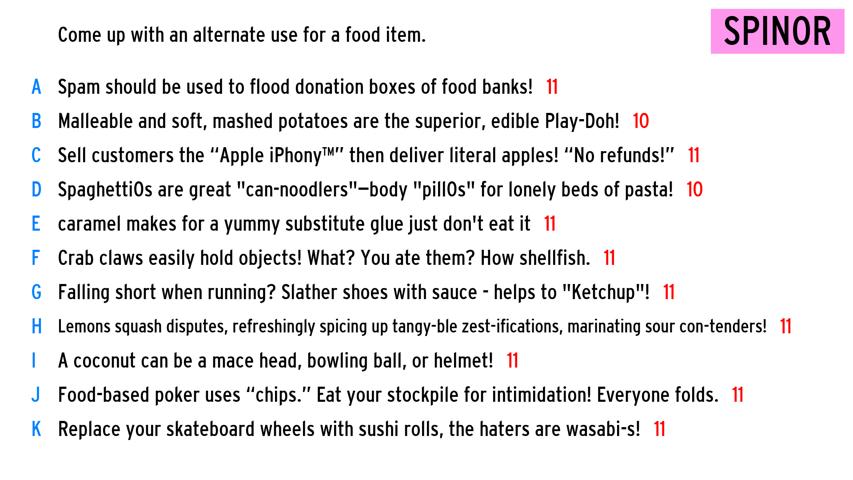 Come up with an alternate use for a food item.
SPINOR
A Spam should be used to flood donation boxes of food banks! 11
B Malleable and soft, mashed potatoes are the superior, edible Play-Doh! 10
C Sell customers the “Apple iPhony™” then deliver literal apples! “No refunds!” 11
D SpaghettiOs are great "can-noodlers"—body "pillOs" for lonely beds of pasta! 10
E caramel makes for a yummy substitute glue just don't eat it 11
F Crab claws easily hold objects! What? You ate them? How shellfish. 11
G Falling short when running? Slather shoes with sauce - helps to "Ketchup"! 11
H Lemons squash disputes, refreshingly spicing up tangy-ble zest-ifications, marinating sour con-tenders! 11
I A coconut can be a mace head, bowling ball, or helmet! 11
J Food-based poker uses “chips.” Eat your stockpile for intimidation! Everyone folds. 11
K Replace your skateboard wheels with sushi rolls, the haters are wasabi-s! 11